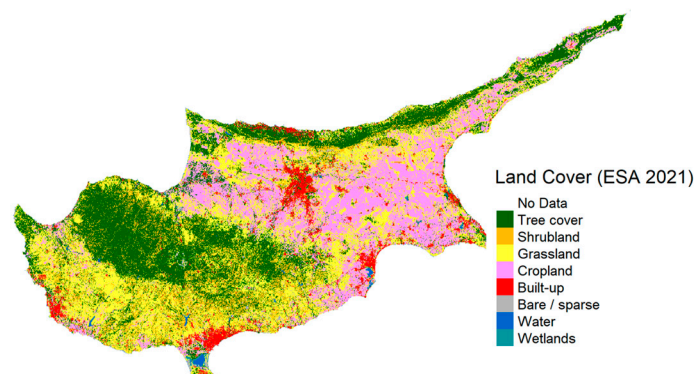 Land Cover (ESA 2021)
No Data
Tree cover
Shrubland
Grassland
Cropland
Built-up
Bare / sparse
Water
Wetlands